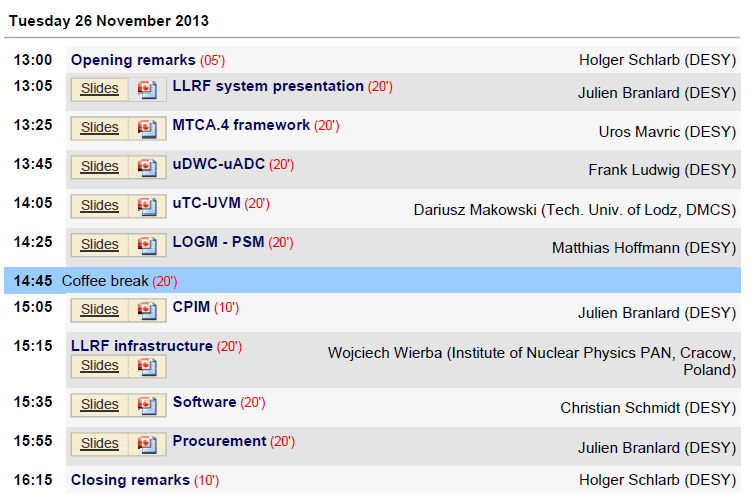 Tuesday 26 November 2013
13:00 Opening remarks (05') Holger Schlarb (DESY)
13:05 Slides LLRF system presentation (20') Julien Branlard (DESY)
13:25 Slides MTCA.4 framework (20') Uros Mavric (DESY)
13:45 Slides uDWC-uADC (20') Frank Ludwig (DESY)
14:05 Slides uTC-UVM (20') Dariusz Makowski (Tech. Univ. of Lodz, DMCS)
14:25 Slides LOGM - PSM (20') Matthias Hoffmann (DESY)
14:45 Coffee break (20')
15:05 Slides CPIM (10') Julien Branlard (DESY)
15:15 LLRF infrastructure (20') Wojciech Wierba (Institute of Nuclear Physics PAN, Cracow,
Slides Poland)
15:35 Slides Software (20') Christian Schmidt (DESY)
15:55 Slides Procurement (20') Julien Branlard (DESY)
16:15 Closing remarks (10') Holger Schlarb (DESY)